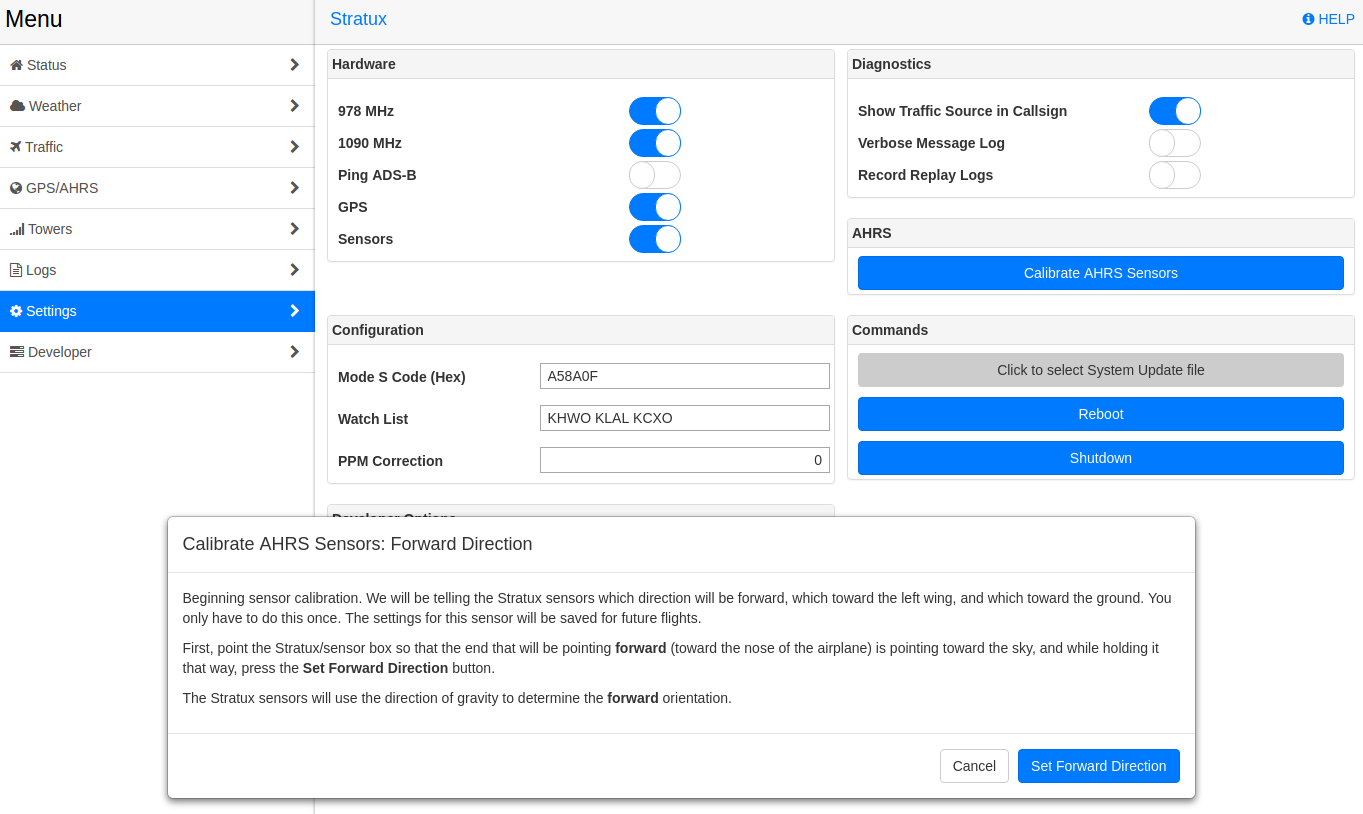 Menu
Stratux
HELP
Status
Weather
Traffic
GPS/AHRS
Towers
Logs
Settings
Developer
Hardware
978 MHz
1090 MHz
Ping ADS-B
GPS
Sensors
Diagnostics
Show Traffic Source in Callsign
Verbose Message Log
Record Replay Logs
AHRS
Calibrate AHRS Sensors
Configuration
Mode S Code (Hex) A58A0F
Watch List KHWO KLAL KCXO
PPM Correction 0
Commands
Click to select System Update file
Reboot
Shutdown
Developer Options
Calibrate AHRS Sensors: Forward Direction
Beginning sensor calibration. We will be telling the Stratux sensors which direction will be forward, which toward the left wing, and which toward the ground. You
only have to do this once. The settings for this sensor will be saved for future flights.
First, point the Stratux/sensor box so that the end that will be pointing forward (toward the nose of the airplane) is pointing toward the sky, and while holding it
that way, press the Set Forward Direction button.
The Stratux sensors will use the direction of gravity to determine the forward orientation.
Cancel
Set Forward Direction